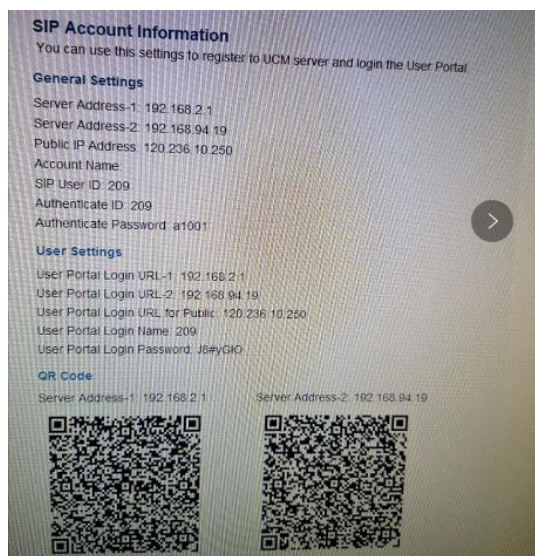 SIP Account Information
You can use this settings to register to UCM server and login the User Portal
General Settings
Server Address-1: 192.168.2.1
Server Address-2: 192.168.94.19
Public IP Address: 120.236.10.250
Account Name:
SIP User ID: 209
Authenticate ID: 209
Authenticate Password: a1001
User Settings
User Portal Login URL-1: 192.168.2.1
User Portal Login URL-2: 192.168.94.19
User Portal Login URL for Public: 120.236.10.250
User Portal Login Name: 209
User Portal Login Password:
QR Code
Server Address-1: 192.168.2.1 Server Address-2: 192.168.94.19